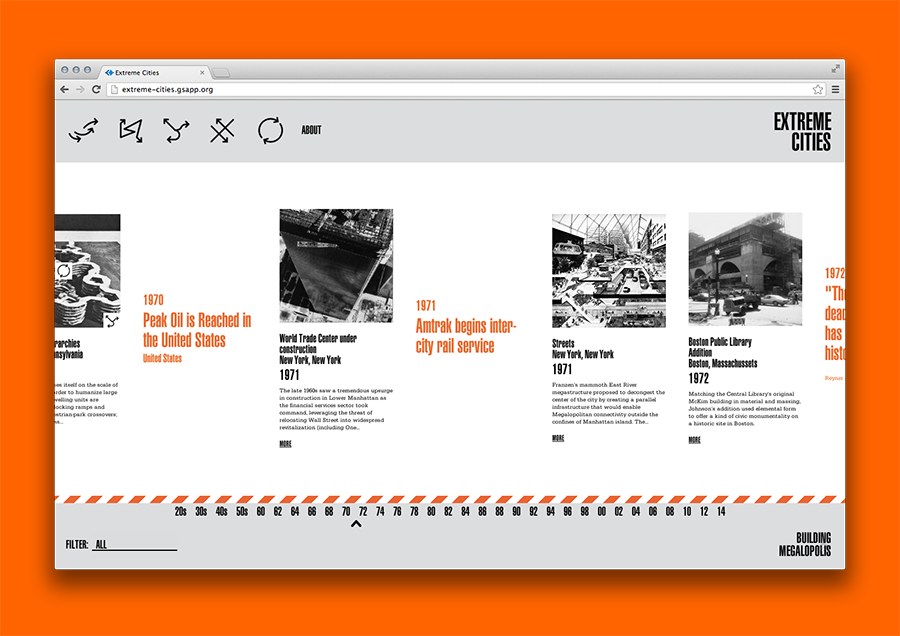 Extreme Cities
extreme-cities.gsapp.org
ABOUT
EXTREME
CITIES
rarchies
nsylvania
es itself on the scale of
order to humanize large
velling units are
locking ramps and
estrian-park crossovers;
s...
1970
Peak Oil is Reached in
the United States
United States
World Trade Center under
construction
New York, New York
1971
The late 1960s saw a tremendous upsurge
in construction in Lower Manhattan as
the financial services sector took
command, leveraging the threat of
relocating Wall Street into widespread
revitalization (including One...
MORE
1971
Amtrak begins inter-
city rail service
Streets
New York, New York
1971
Franzen's mammoth East River
megastructure proposed to decongest the
center of the city by creating a parallel
infrastructure that would enable
Megalopolitan connectivity outside the
confines of Manhattan island. The...
MORE
Boston Public Library
Addition
Boston, Massachussets
1972
Matching the Central Library's original
McKim building in material and massing,
Johnson's addition used elemental form
to offer a kind of civic monumentality on
a historic site in Boston.
MORE
1972
"The
dead
has
histo
Reyner
20s 30s 40s 50s 60 62 64 66 68 70 72 74 76 78 80 82 84 86 88 90 92 94 96 98 00 02 04 06 08 10 12 14
FILTER: ALL
BUILDING
MEGALOPOLIS